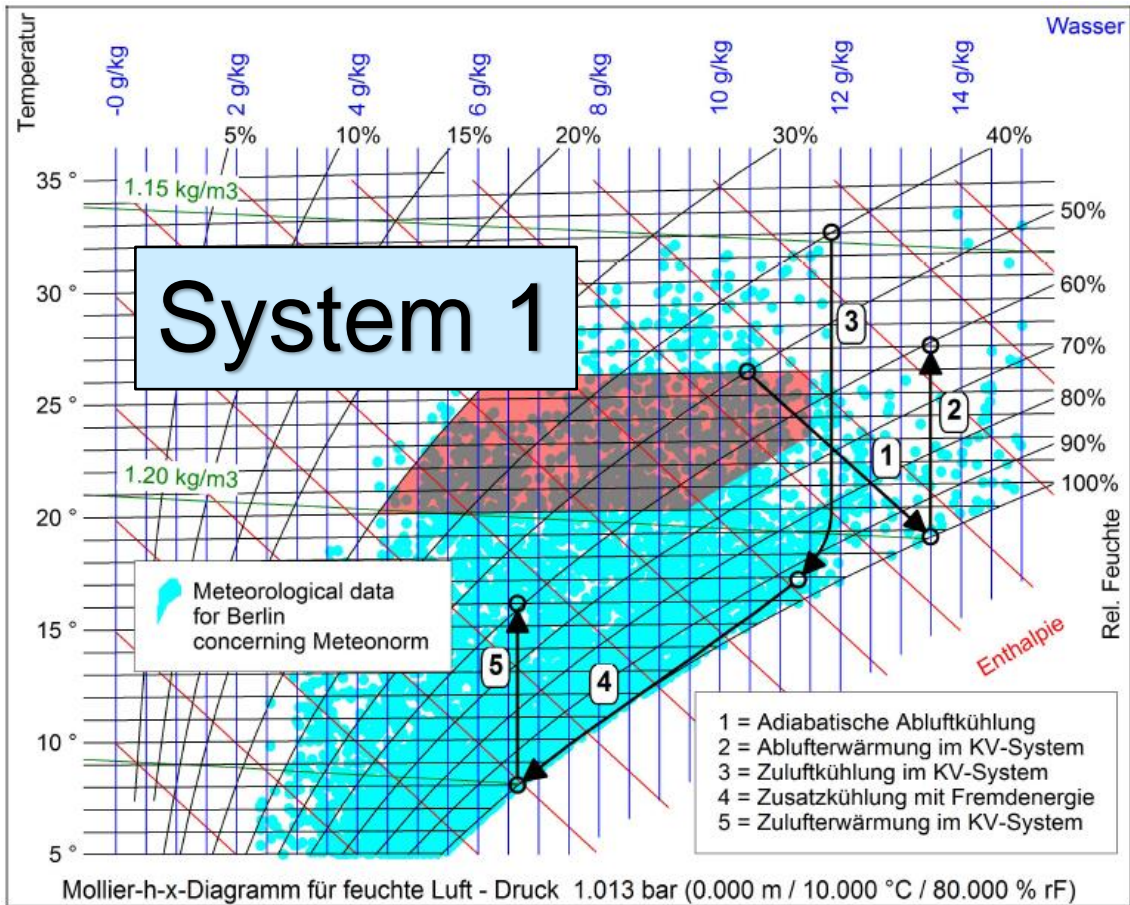 Temperatur
Wasser
-0 g/kg
2 g/kg
4 g/kg
6 g/kg
8 g/kg
10 g/kg
12 g/kg
14 g/kg
5%
10%
15%
20%
30%
40%
35 °
1.15 kg/m3
50%
System 1
30 °
60%
3
70%
25 °
2
80%
1
90%
1.20 kg/m3
100%
20 °
Rel. Feuchte
Meteorological data
for Berlin
concerning Meteonorm
15 °
Enthalpie
5
4
10 °
1 = Adiabatische Abluftkühlung
2 = Ablufterwärmung im KV-System
3 = Zuluftkühlung im KV-System
4 = Zusatzkühlung mit Fremdenergie
5 = Zulufterwärmung im KV-System
5 °
Mollier-h-x-Diagramm für feuchte Luft - Druck 1.013 bar (0.000 m / 10.000 °C / 80.000 % rF)